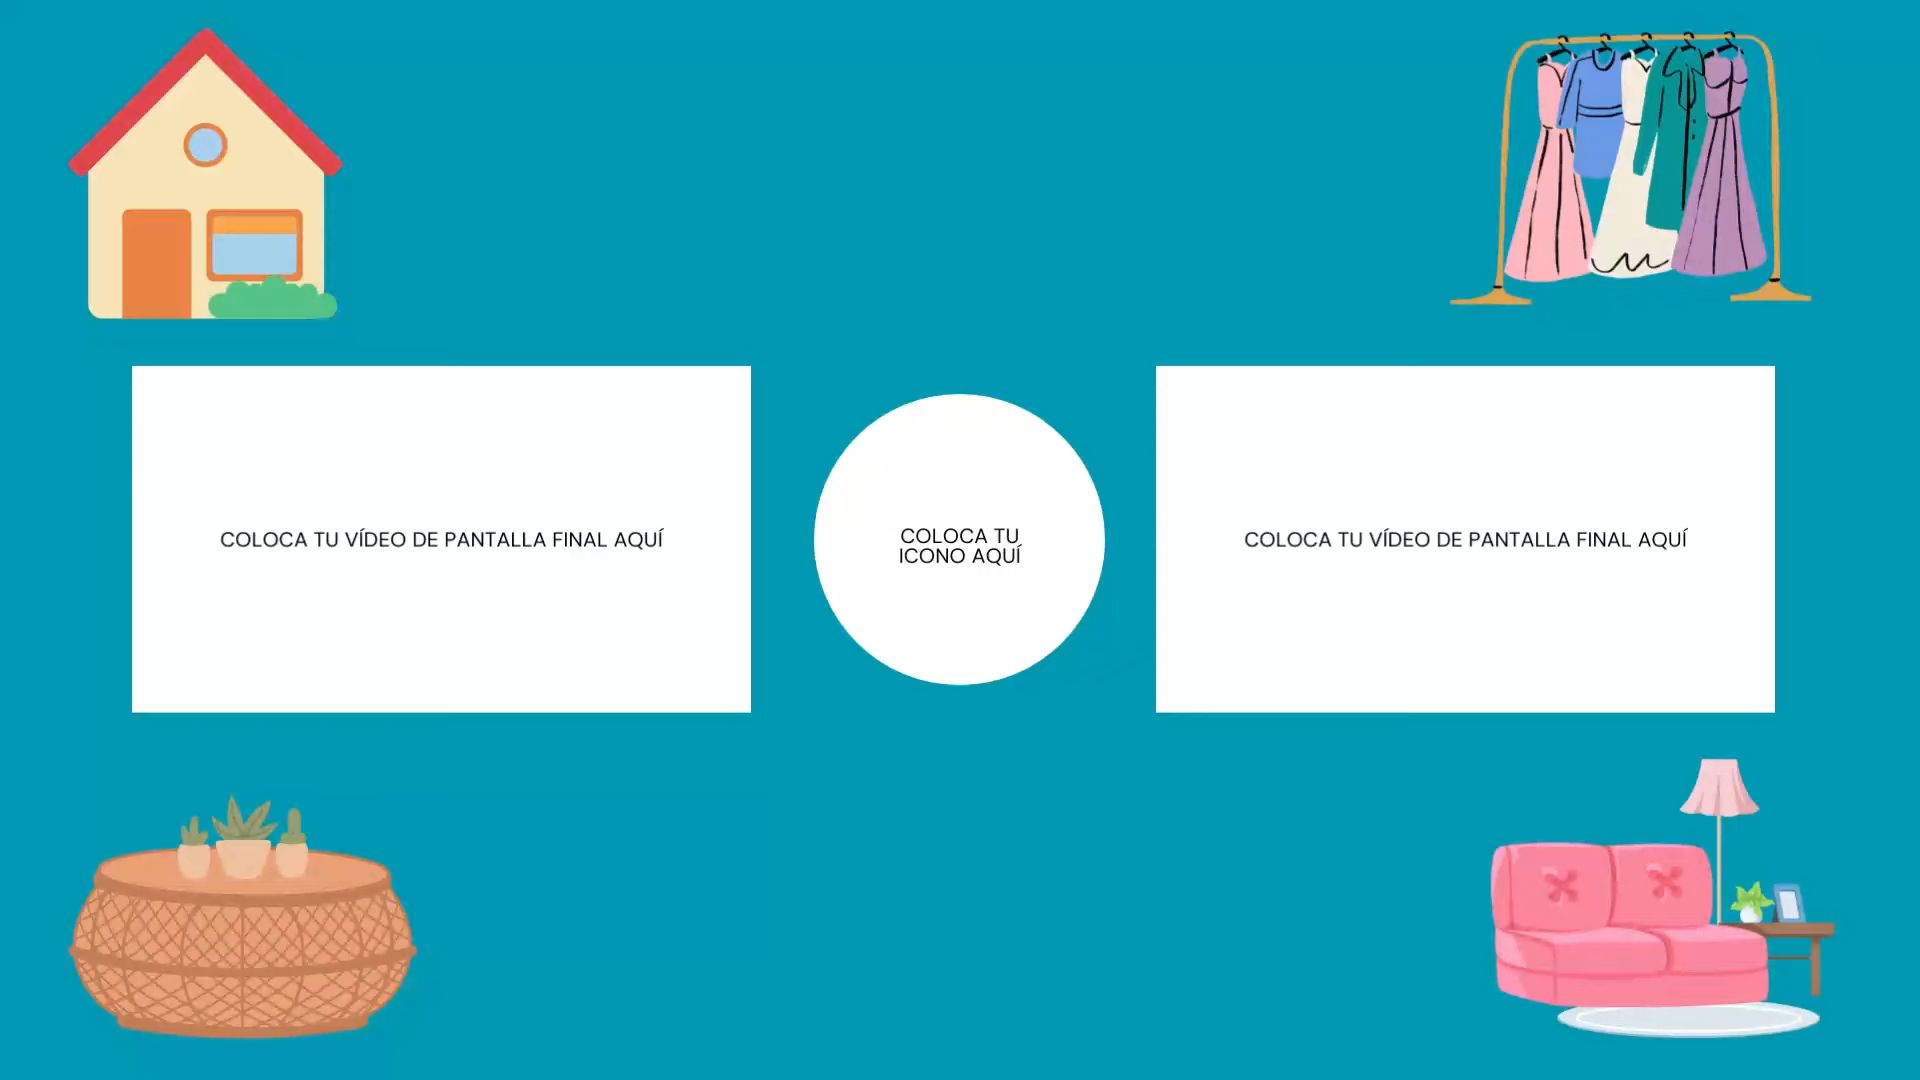 COLOCA TU VÍDEO DE PANTALLA FINAL AQUÍ
COLOCA TU
ICONO AQUÍ
COLOCA TU VÍDEO DE PANTALLA FINAL AQUÍ